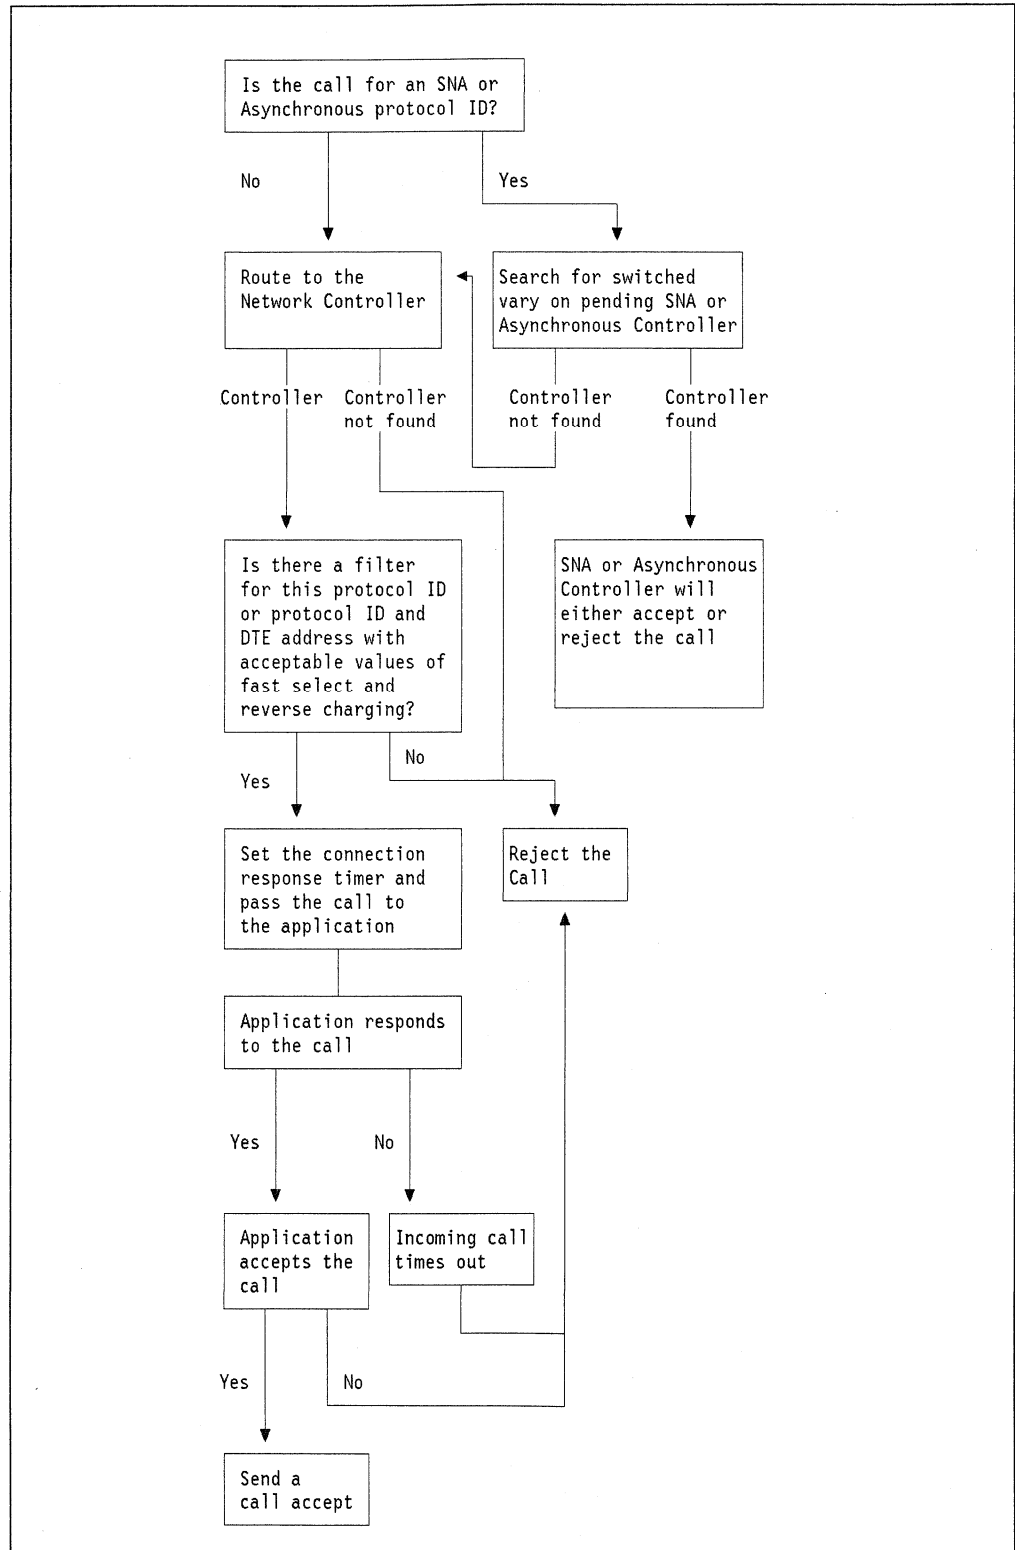 Is the call for an SNA or
Asynchronous protocol ID?
No
Yes
Route to the
Network Controller
Search for switched
vary on pending SNA or
Asynchronous Controller
Controller
Controller
not found
Controller
not found
Controller
found
Is there a filter
for this protocol ID
or protocol ID and
DTE address with
acceptable values of
fast select and
reverse charging?
SNA or Asynchronous
Controller will
either accept or
reject the call
No
Yes
Set the connection
response timer and
pass the call to
the application
Reject the
Call
Application responds
to the call
Yes
No
Application
accepts the
call
Incoming call
times out
Yes
No
Send a
call accept